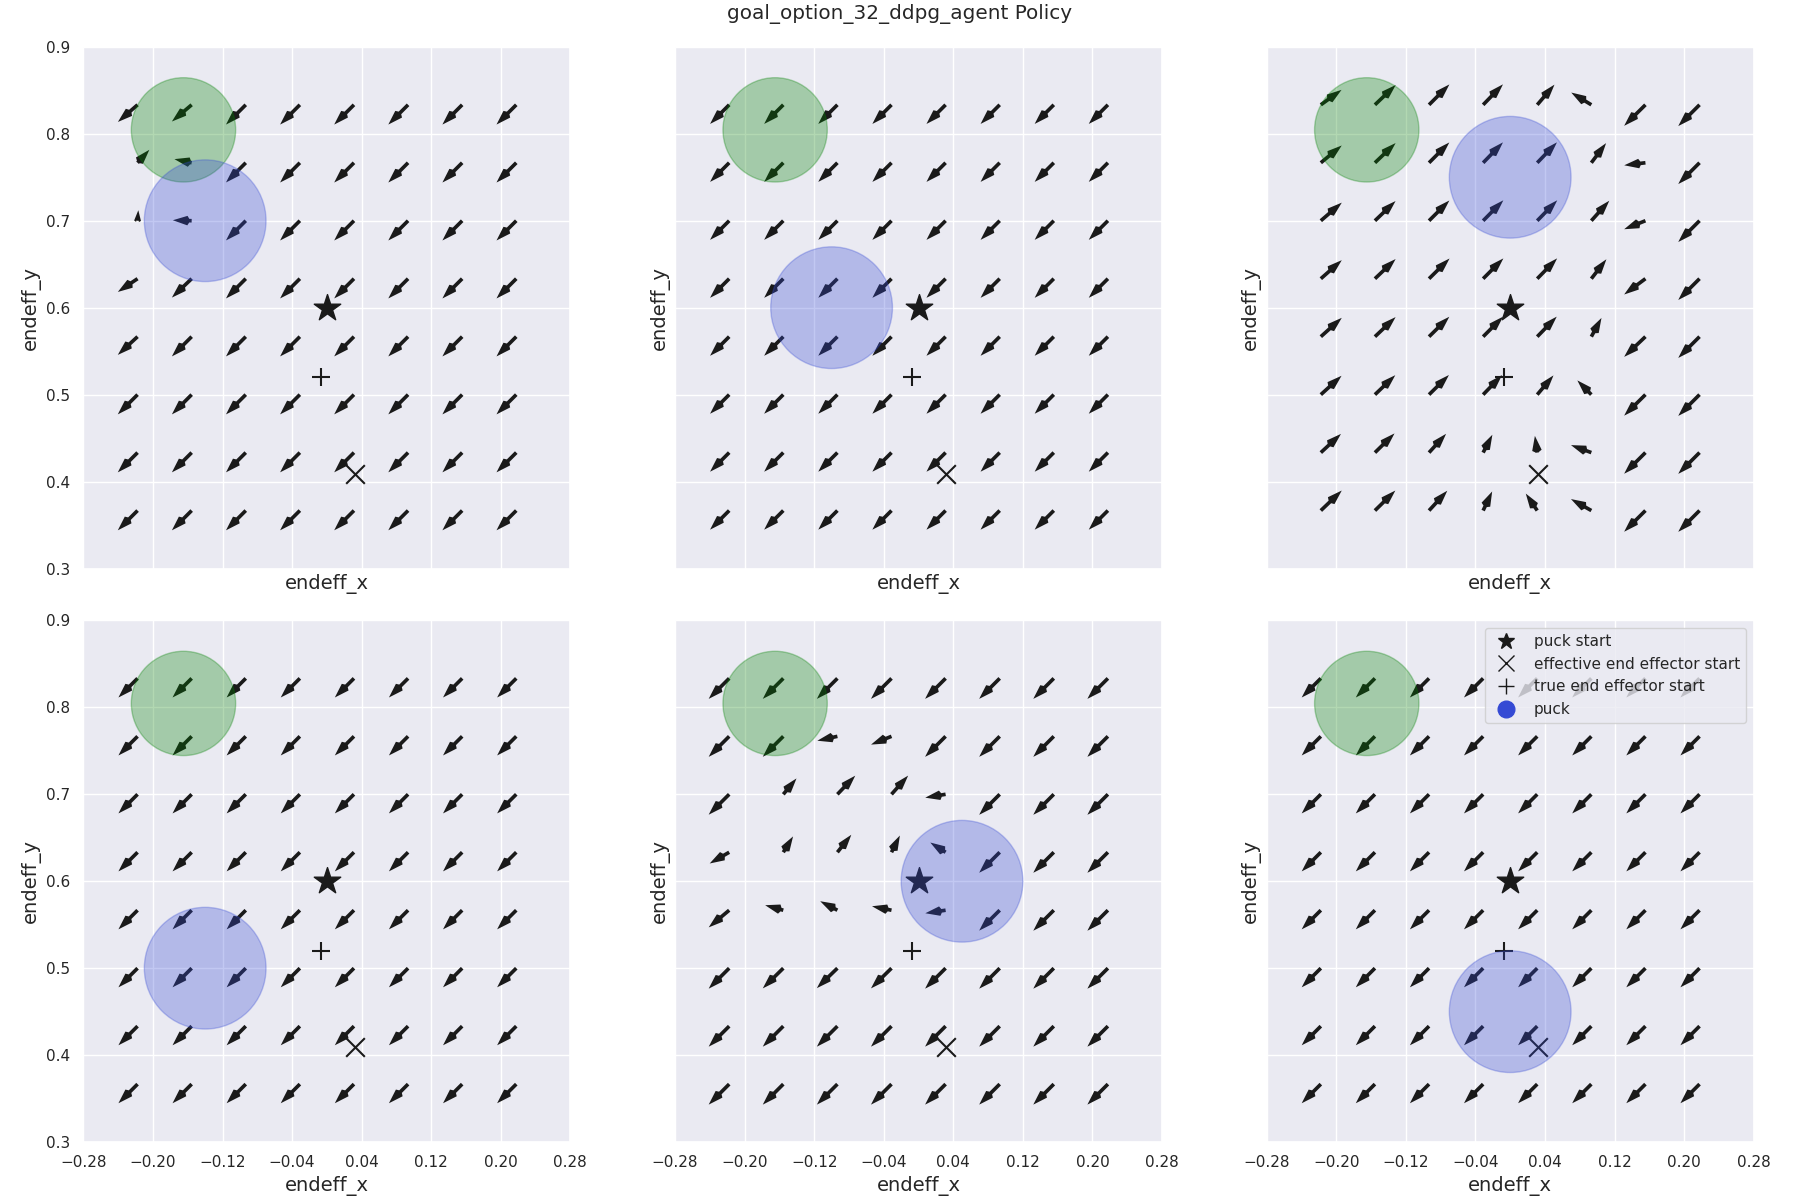 goal_option_32_ddpg_agent Policy
0.9
0.8
0.7
0.6
0.5
0.4
0.3
endeff_y
endeff_x
endeff_y
endeff_x
endeff_y
endeff_x
0.9
0.8
0.7
0.6
0.5
0.4
0.3
endeff_y
−0.28 −0.20 −0.12 −0.04 0.04 0.12 0.20 0.28
endeff_x
endeff_y
−0.28 −0.20 −0.12 −0.04 0.04 0.12 0.20 0.28
endeff_x
puck start
effective end effector start
true end effector start
puck
endeff_y
−0.28 −0.20 −0.12 −0.04 0.04 0.12 0.20 0.28
endeff_x